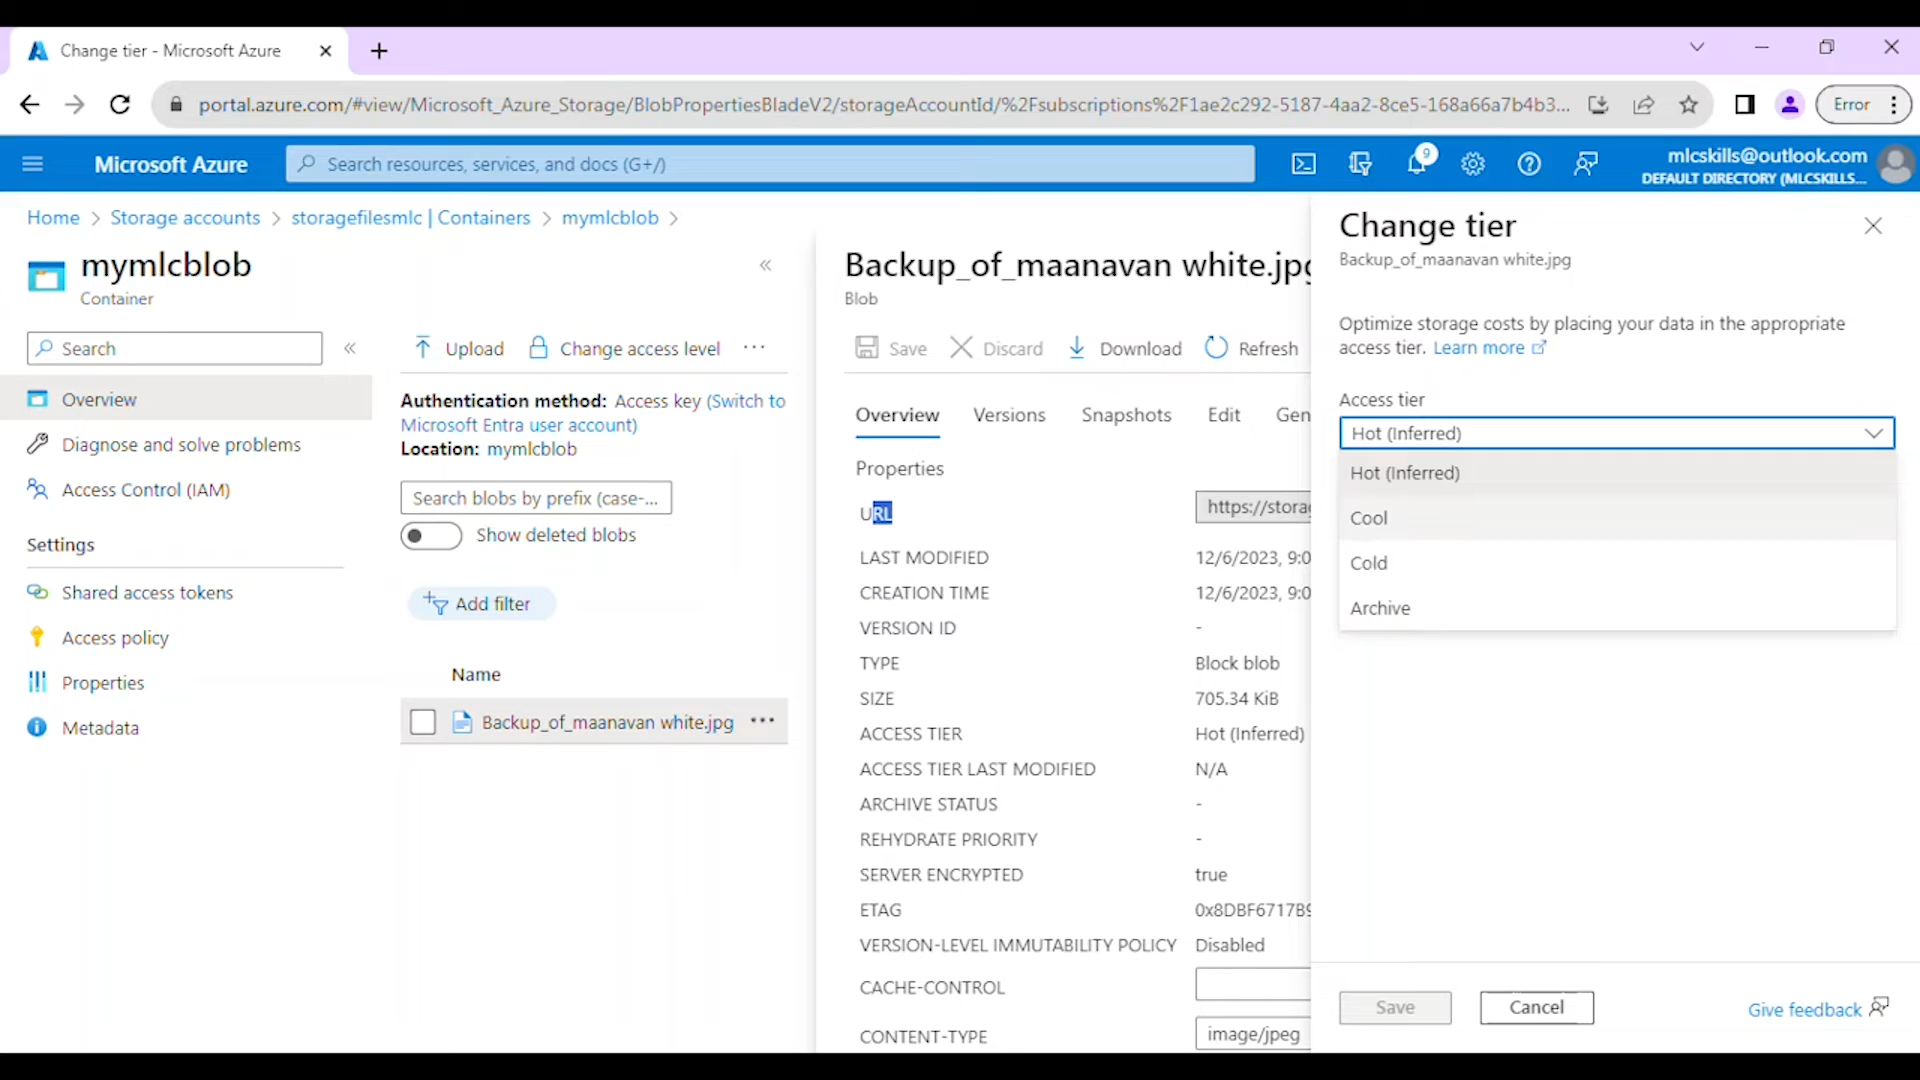 Change tier - Microsoft Azure
portal.azure.com/#view/Microsoft_Azure_Storage/BlobPropertiesBladeV2/storageAccountId/%2Fsubscriptions%2F1ae2c292-5187-4aa2-8ce5-168a66a7b4b3...
Error
Microsoft Azure
Search resources, services, and docs (G+/)
9
mlcskills@outlook.com
DEFAULT DIRECTORY (MLCSKILLS...
Home > Storage accounts > storagefilesmlc | Containers > mymlcblob >
mymlcblob
Container
Search
Overview
Diagnose and solve problems
Access Control (IAM)
Settings
Shared access tokens
Access policy
Properties
Metadata
Upload
Change access level
...
Authentication method: Access key (Switch to
Microsoft Entra user account)
Location: mymlcblob
Search blobs by prefix (case-...
Show deleted blobs
Add filter
Name
Backup_of_maanavan white.jpg
Backup_of_maanavan white.jpg
Blob
Save
Discard
Download
Refresh
Overview
Versions
Snapshots
Edit
Gen
Properties
URL https://storag
LAST MODIFIED 12/6/2023, 9:0
CREATION TIME 12/6/2023, 9:0
VERSION ID -
TYPE Block blob
SIZE 705.34 KiB
ACCESS TIER Hot (Inferred)
ACCESS TIER LAST MODIFIED N/A
ARCHIVE STATUS -
REHYDRATE PRIORITY -
SERVER ENCRYPTED true
ETAG 0x8DBF6717B9
VERSION-LEVEL IMMUTABILITY POLICY Disabled
CACHE-CONTROL
CONTENT-TYPE image/jpeg
Change tier
Backup_of_maanavan white.jpg
Optimize storage costs by placing your data in the appropriate
access tier. Learn more
Access tier
Hot (Inferred)
Hot (Inferred)
Cool
Cold
Archive
Save
Cancel
Give feedback